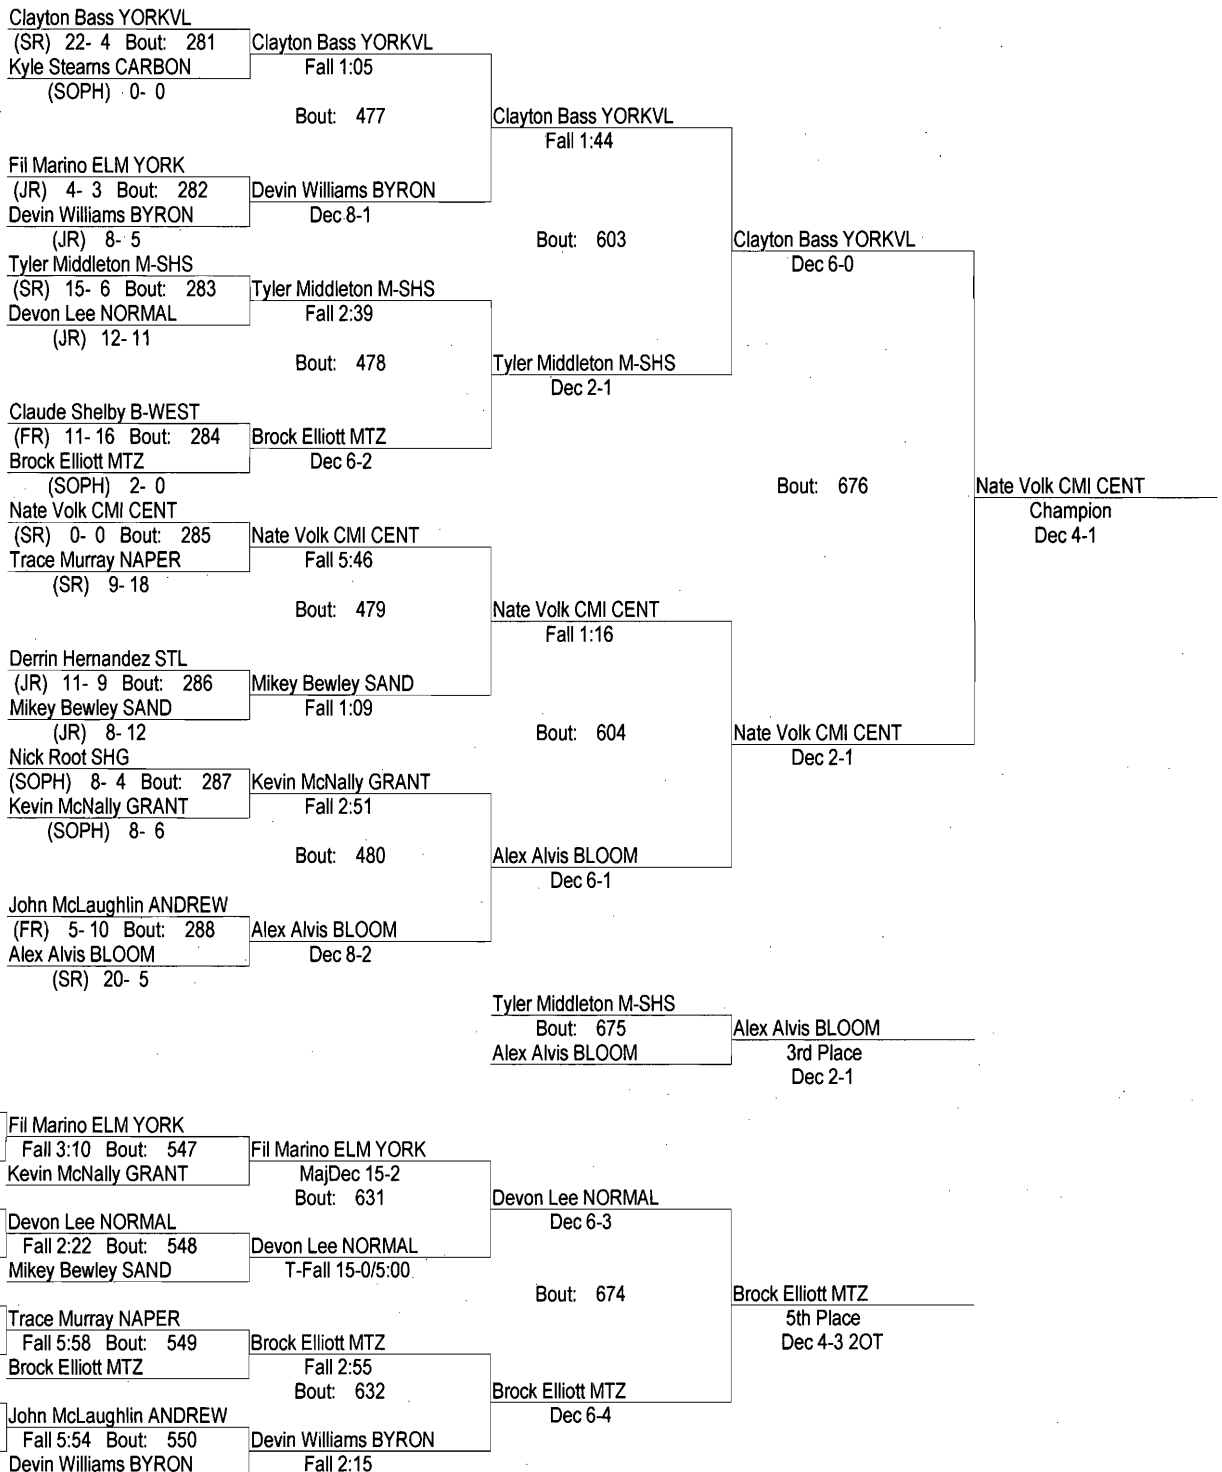 Clayton Bass YORKVL
(SR) 22- 4 Bout: 281
Kyle Stearns CARBON
(SOPH) 0- 0
Clayton Bass YORKVL
Fall 1:05
Bout: 477
Clayton Bass YORKVL
Fall 1:44
Fil Marino ELM YORK
(JR) 4- 3 Bout: 282
Devin Williams BYRON
(JR) 8- 5
Devin Williams BYRON
Dec 8-1
Bout: 603
Clayton Bass YORKVL
Dec 6-0
Tyler Middleton M-SHS
(SR) 15- 6 Bout: 283
Devon Lee NORMAL
(JR) 12- 11
Tyler Middleton M-SHS
Fall 2:39
Bout: 478
Tyler Middleton M-SHS
Dec 2-1
Claude Shelby B-WEST
(FR) 11- 16 Bout: 284
Brock Elliott MTZ
(SOPH) 2- 0
Brock Elliott MTZ
Dec 6-2
Bout: 676
Nate Volk CMI CENT
Champion
Dec 4-1
Nate Volk CMI CENT
(SR) 0- 0 Bout: 285
Trace Murray NAPER
(SR) 9- 18
Nate Volk CMI CENT
Fall 5:46
Bout: 479
Nate Volk CMI CENT
Fall 1:16
Derrin Hernandez STL
(JR) 11- 9 Bout: 286
Mikey Bewley SAND
(JR) 8- 12
Mikey Bewley SAND
Fall 1:09
Bout: 604
Nate Volk CMI CENT
Dec 2-1
Nick Root SHG
(SOPH) 8- 4 Bout: 287
Kevin McNally GRANT
(SOPH) 8- 6
Kevin McNally GRANT
Fall 2:51
Bout: 480
Alex Alvis BLOOM
Dec 6-1
John McLaughlin ANDREW
(FR) 5- 10 Bout: 288
Alex Alvis BLOOM
(SR) 20- 5
Alex Alvis BLOOM
Dec 8-2
Tyler Middleton M-SHS
Bout: 675
Alex Alvis BLOOM
Alex Alvis BLOOM
3rd Place
Dec 2-1
Fil Marino ELM YORK
Fall 3:10 Bout: 547
Kevin McNally GRANT
Fil Marino ELM YORK
MajDec 15-2
Bout: 631
Devon Lee NORMAL
Dec 6-3
Devon Lee NORMAL
Fall 2:22 Bout: 548
Mikey Bewley SAND
Devon Lee NORMAL
T-Fall 15-0/5:00
Bout: 674
Brock Elliott MTZ
5th Place
Dec 4-3 2OT
Trace Murray NAPER
Fall 5:58 Bout: 549
Brock Elliott MTZ
Brock Elliott MTZ
Fall 2:55
Bout: 632
Brock Elliott MTZ
Dec 6-4
John McLaughlin ANDREW
Fall 5:54 Bout: 550
Devin Williams BYRON
Devin Williams BYRON
Fall 2:15